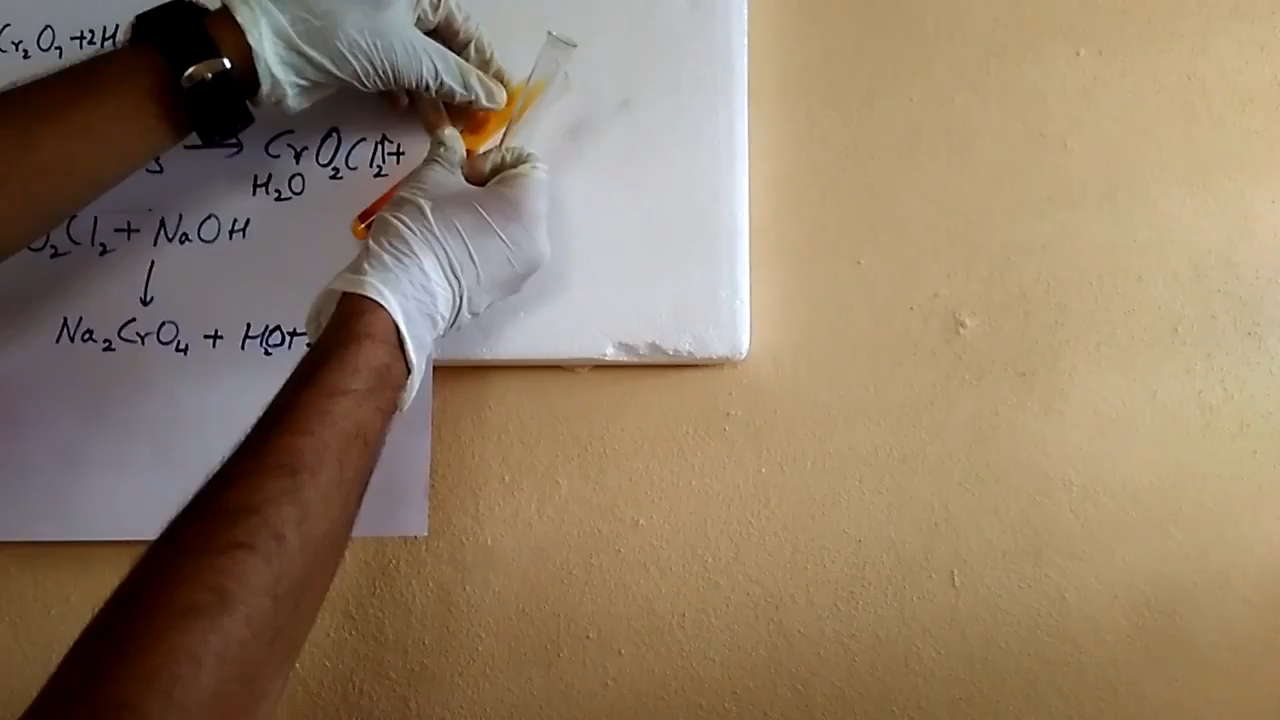 Cr₂O₇ +2H
→ CrO₂Cl₂↑+
H₂O
O₂Cl₂ + NaOH
↓
Na₂CrO₄ + H₂O+